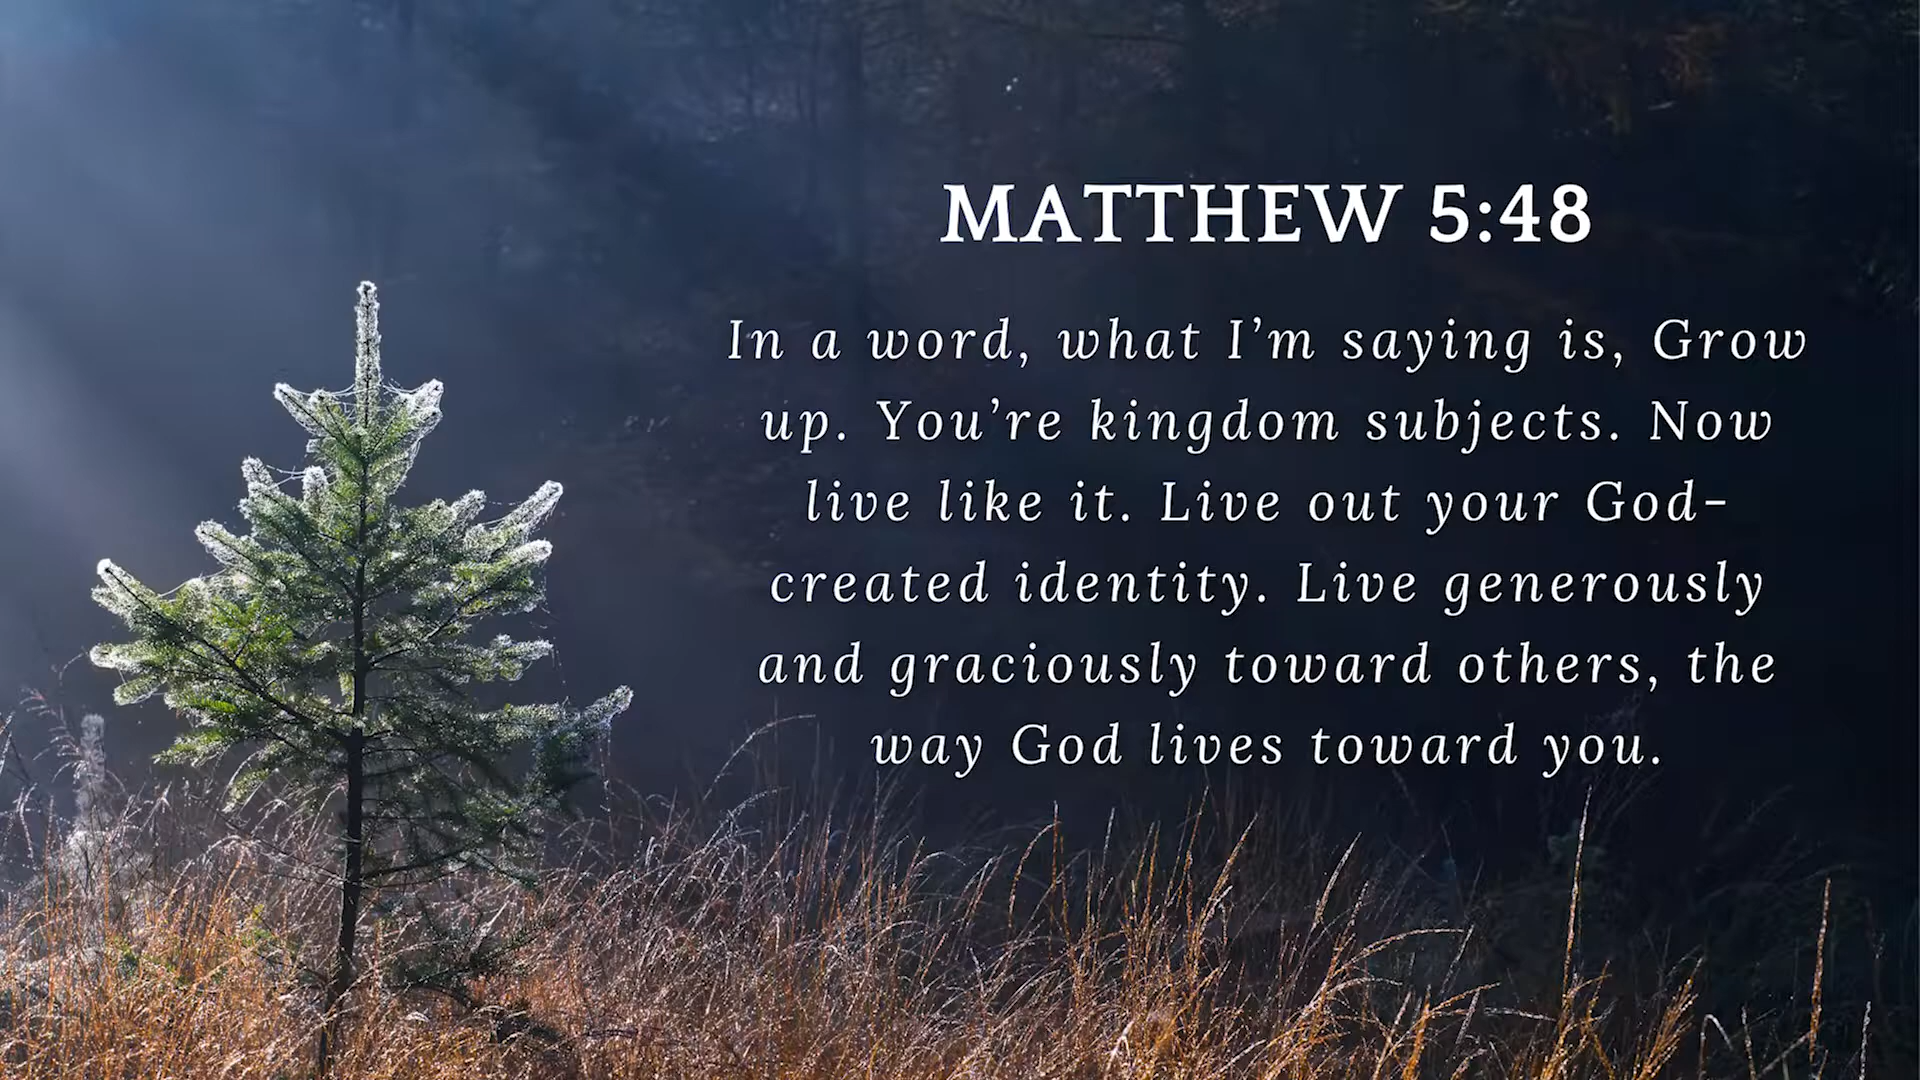 MATTHEW 5:48
In a word, what I’m saying is, Grow
up. You’re kingdom subjects. Now
live like it. Live out your God-
created identity. Live generously
and graciously toward others, the
way God lives toward you.